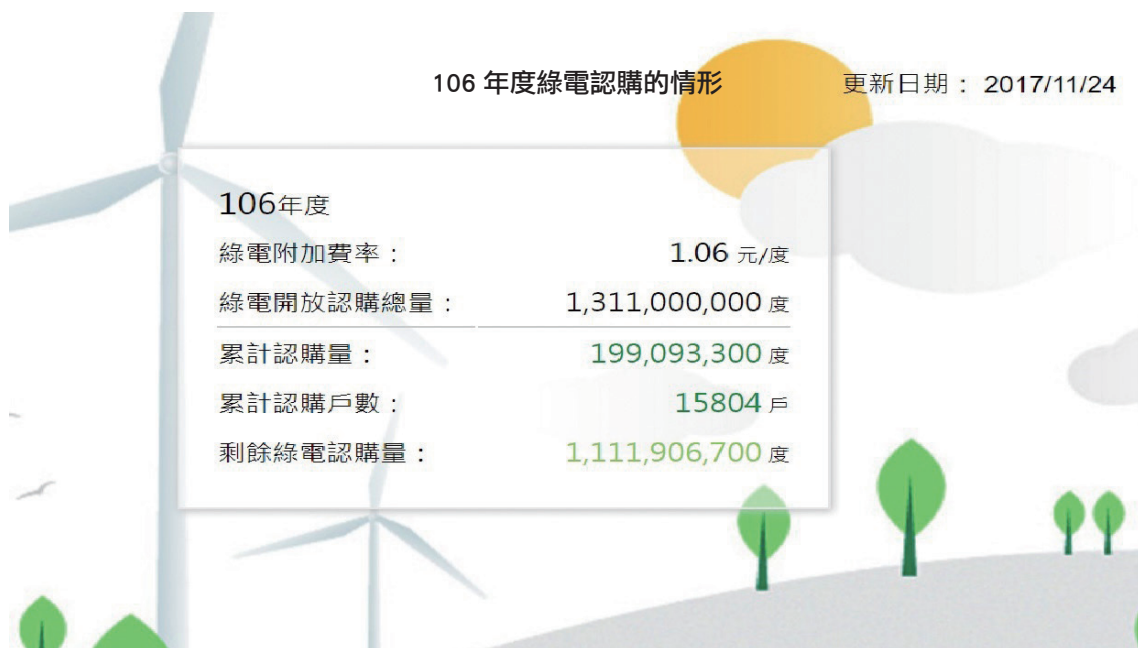 106 年度綠電認購的情形 更新日期： 2017/11/24
106年度
綠電附加費率： 1.06 元/度
綠電開放認購總量： 1,311,000,000 度
累計認購量： 199,093,300 度
累計認購戶數： 15804 戶
剩餘綠電認購量： 1,111,906,700 度